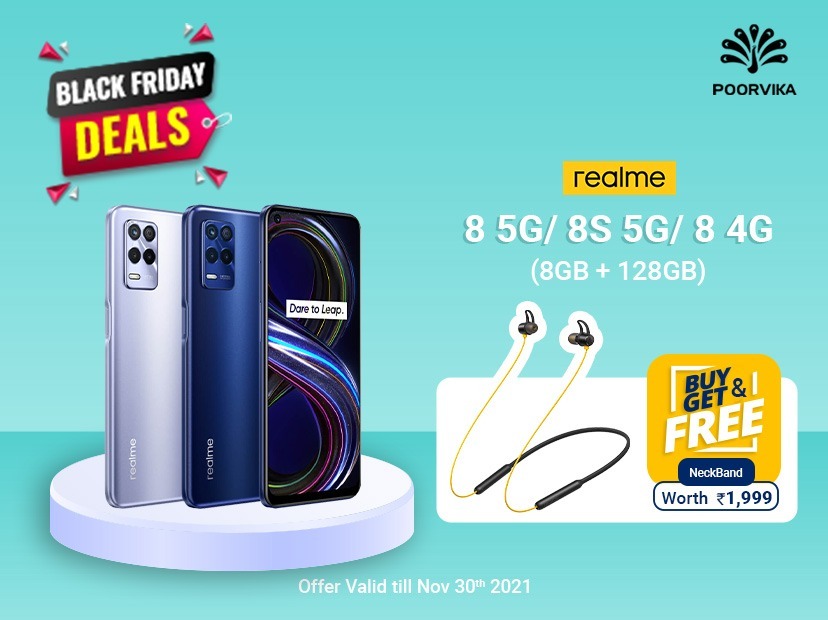 BLACK FRIDAY
DEALS
POORVIKA
realme
8 5G/ 8S 5G/ 8 4G
(8GB + 128GB)
Dare to Leap.
realme
realme
BUY &
GET
FREE
NeckBand
Worth ₹1,999
Offer Valid till Nov 30th 2021